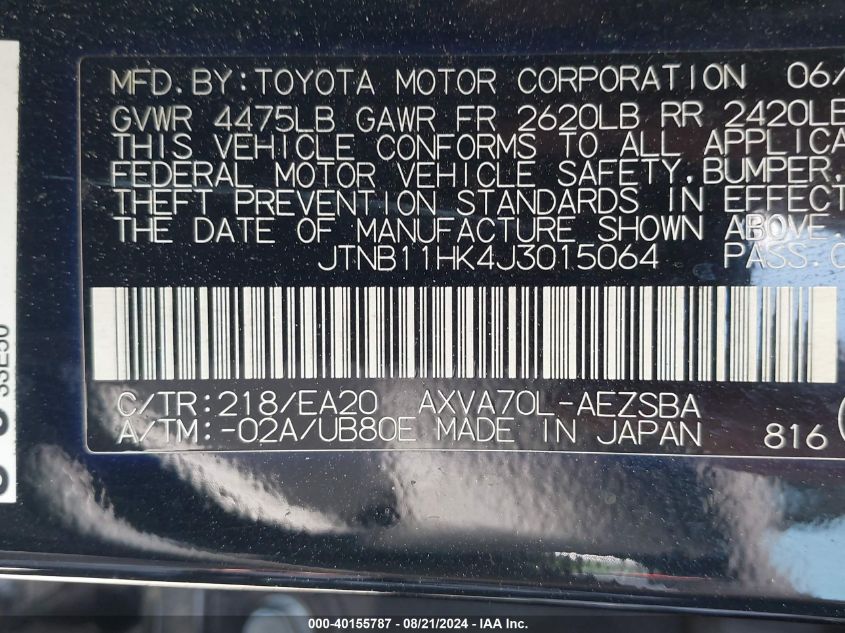 MFD.BY:TOYOTA MOTOR CORPORATION 06/
GVWR 4475LB GAWR FR 2620LB RR 2420LB
THIS VEHICLE CONFORMS TO ALL APPLICA
FEDERAL MOTOR VEHICLE SAFETY,BUMPER,
THEFT PREVENTION STANDARDS IN EFFECT
THE DATE OF MANUFACTURE SHOWN ABOVE
JTNB11HK4J3015064 PASS.C
C/TR:218/EA20 AXVA70L-AEZSBA
A/TM:-02A/UB80E MADE IN JAPAN 816
33E50
000-40155787 - 08/21/2024 - IAA, Inc.